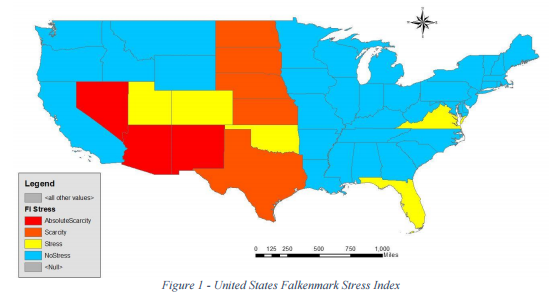 Legend
<all other values>
FI Stress
AbsoluteScarcity
Scarcity
Stress
NoStress
<Null>
0 125 250 500 750 1,000
Miles
Figure 1 - United States Falkenmark Stress Index